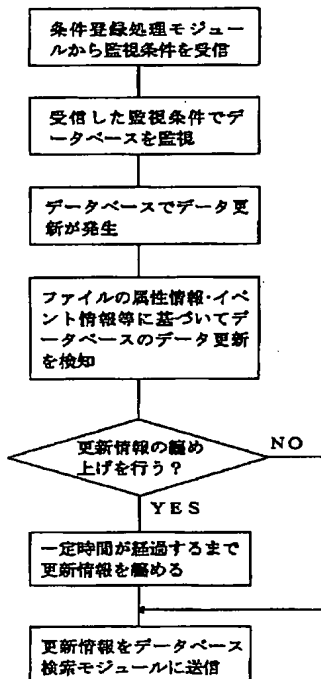 条件登録処理モジュ
ールから監視条件を受信
受信した監視条件でデ
ータベースを監視
データベースでデータ更
新が発生
ファイルの属性情報・イベ
ント情報等に基づいてデ
ータベースのデータ更新
を検知
更新情報の纏め
上げを行う？
NO
YES
一定時間が経過するまで
更新情報を纏める
更新情報をデータベース
検索モジュールに送信